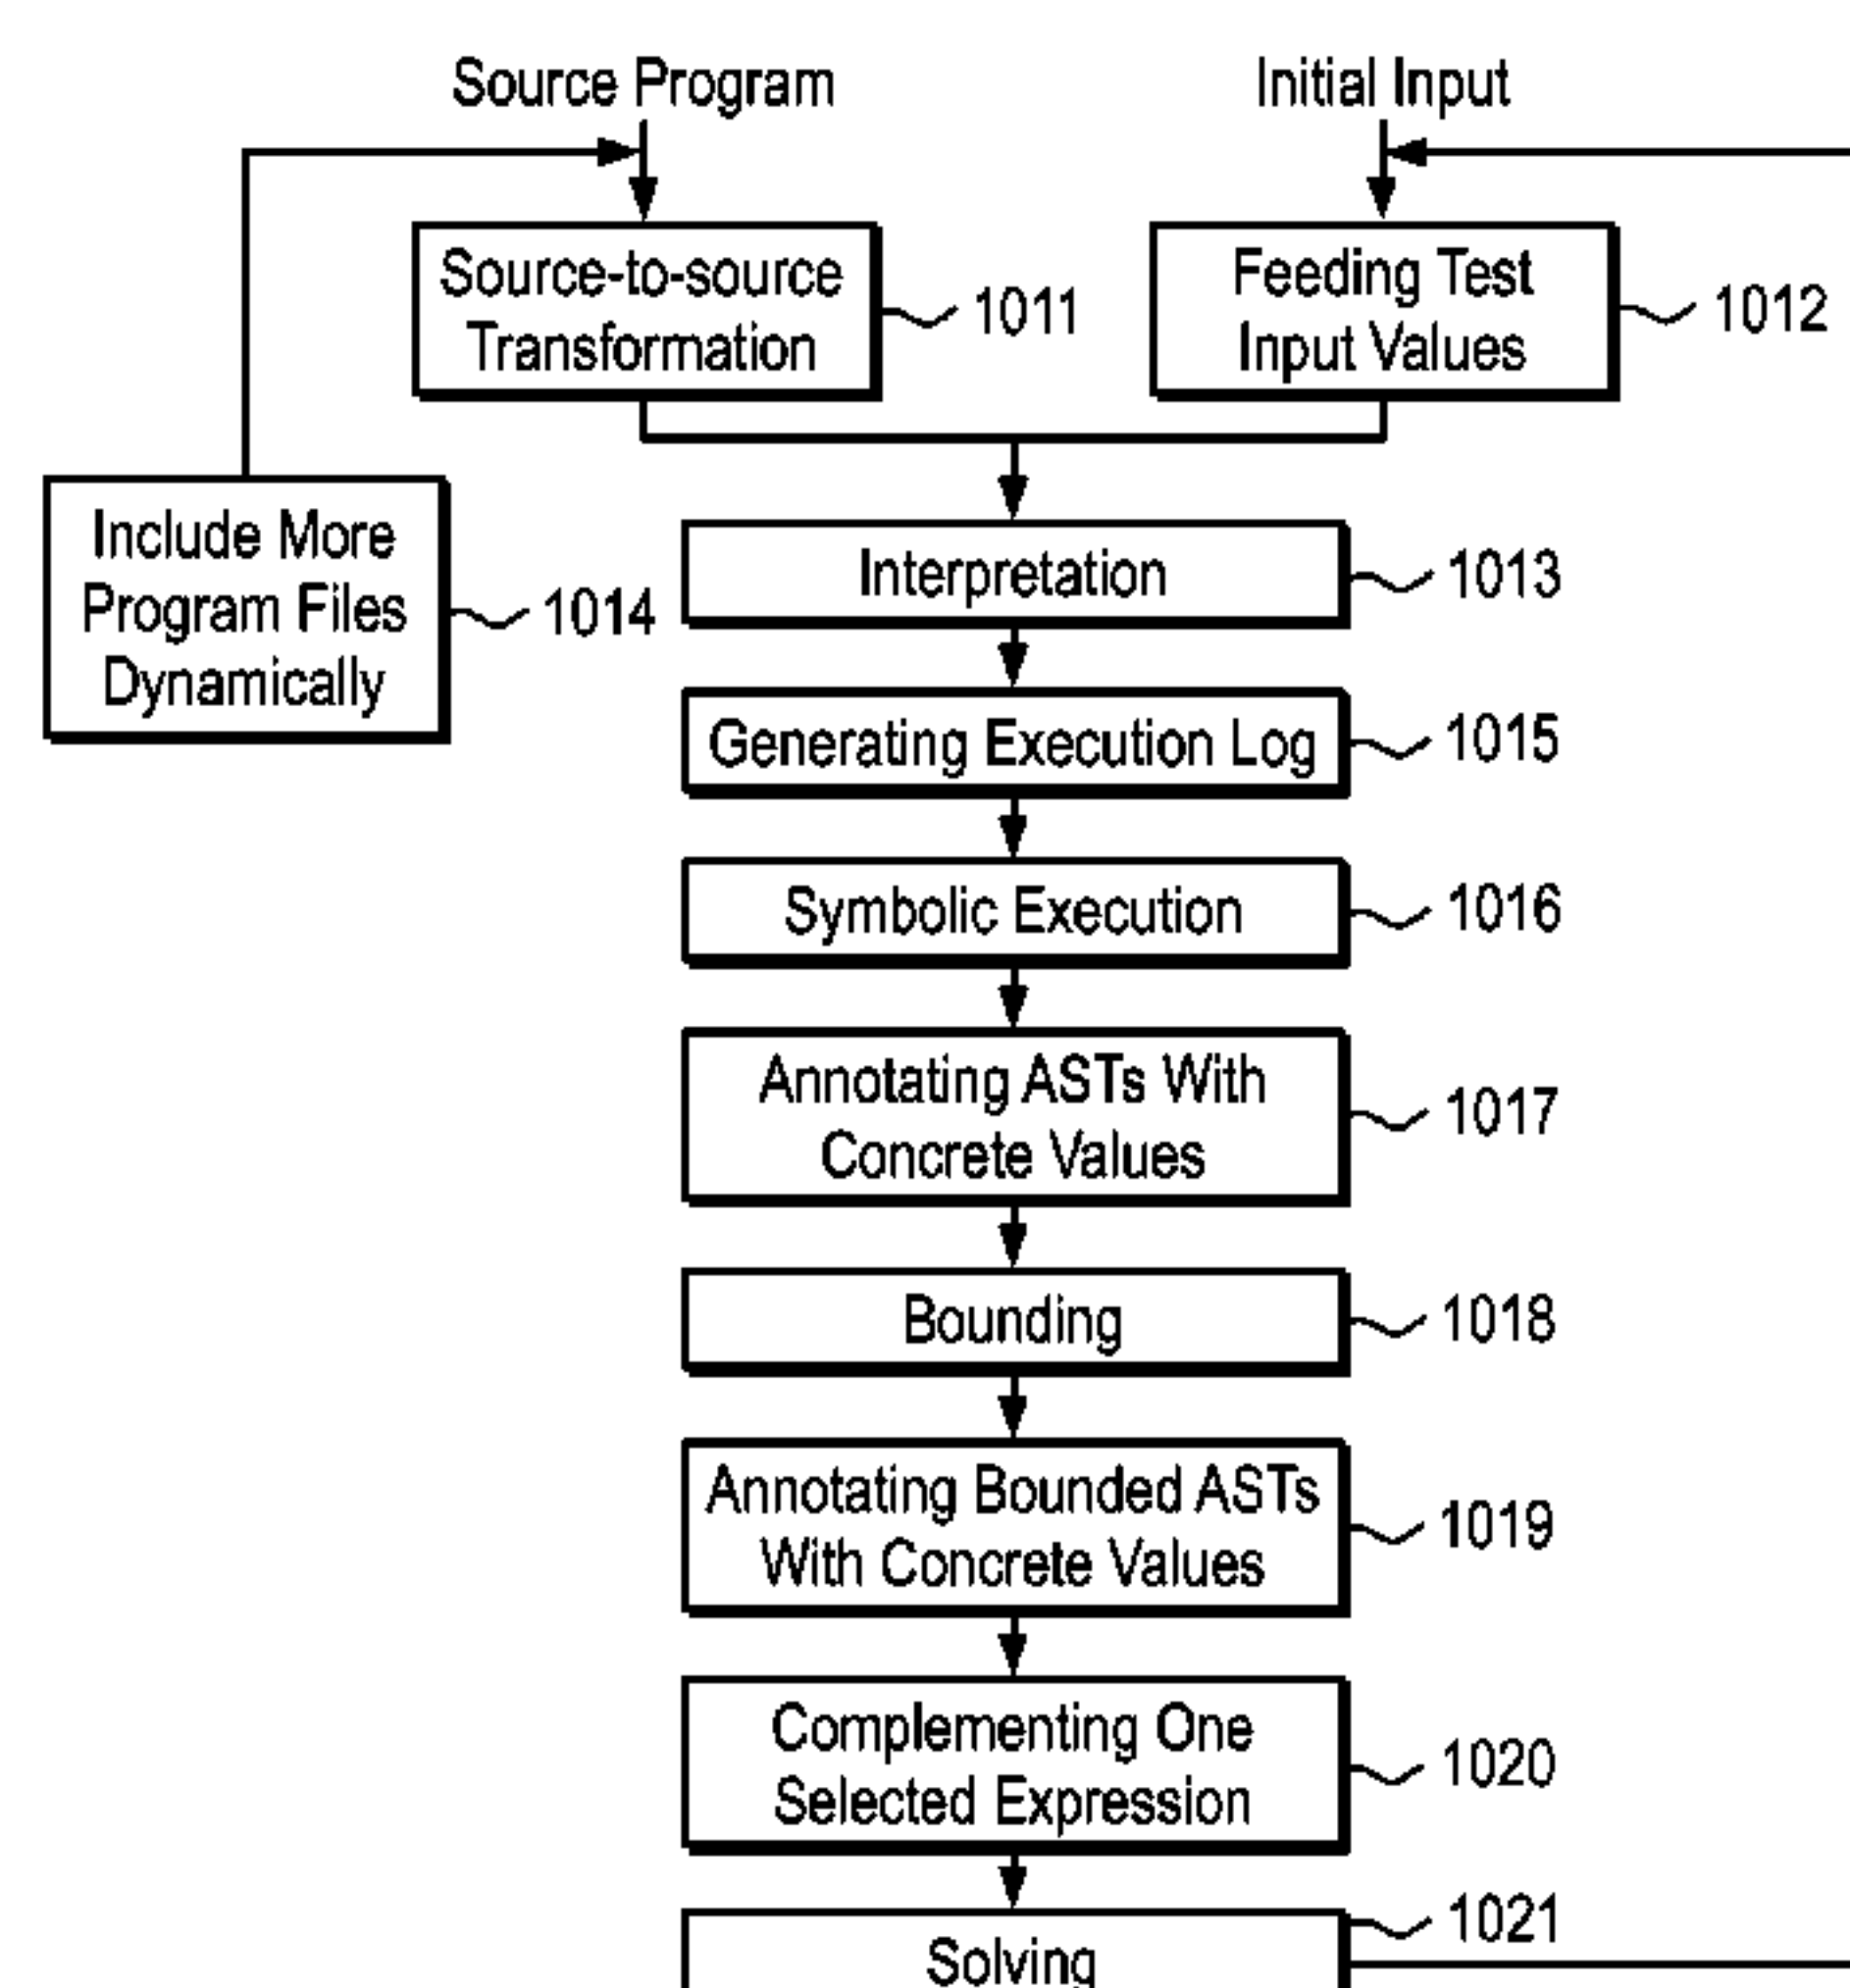 Source Program
Initial Input
Source-to-source
Transformation
1011
Feeding Test
Input Values
1012
Include More
Program Files
Dynamically
1014
Interpretation
1013
Generating Execution Log
1015
Symbolic Execution
1016
Annotating ASTs With
Concrete Values
1017
Bounding
1018
Annotating Bounded ASTs
With Concrete Values
1019
Complementing One
Selected Expression
1020
Solving
1021